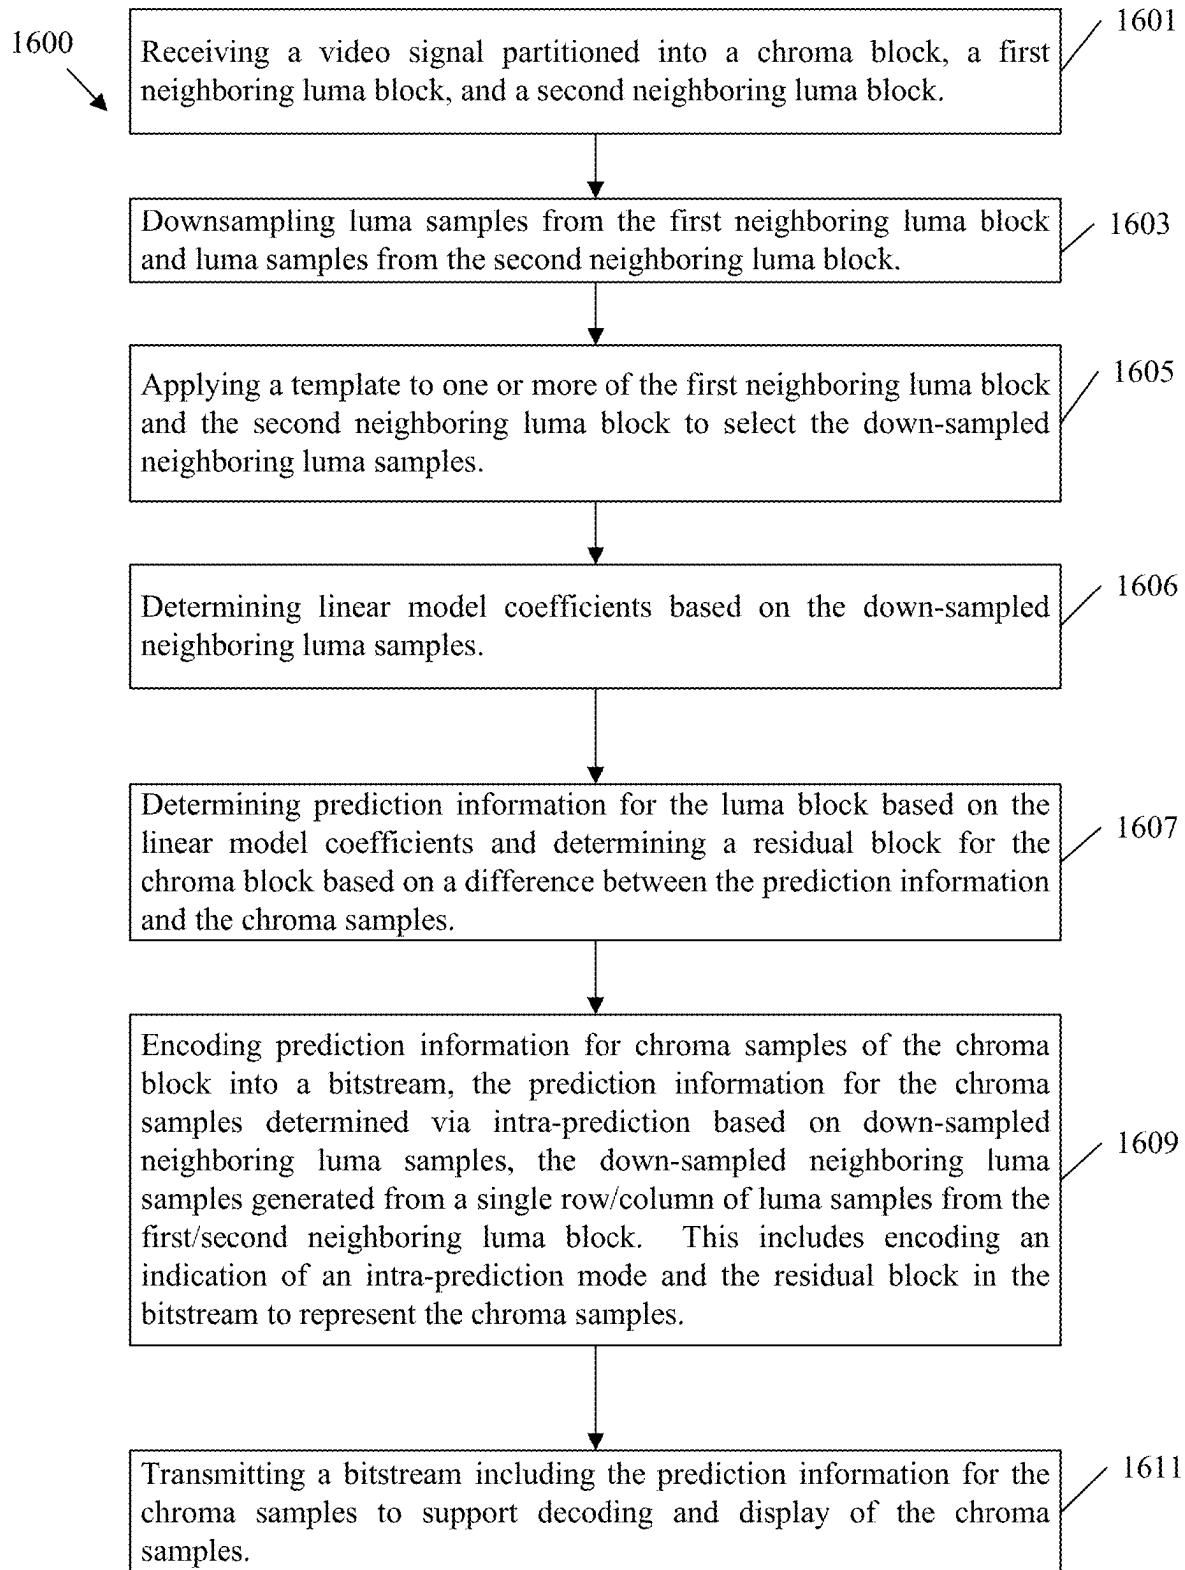 1600
Receiving a video signal partitioned into a chroma block, a first
neighboring luma block, and a second neighboring luma block.
1601
Downsampling luma samples from the first neighboring luma block
and luma samples from the second neighboring luma block.
1603
Applying a template to one or more of the first neighboring luma block
and the second neighboring luma block to select the down-sampled
neighboring luma samples.
1605
Determining linear model coefficients based on the down-sampled
neighboring luma samples.
1606
Determining prediction information for the luma block based on the
linear model coefficients and determining a residual block for the
chroma block based on a difference between the prediction information
and the chroma samples.
1607
Encoding prediction information for chroma samples of the chroma
block into a bitstream, the prediction information for the chroma
samples determined via intra-prediction based on down-sampled
neighboring luma samples, the down-sampled neighboring luma
samples generated from a single row/column of luma samples from the
first/second neighboring luma block. This includes encoding an
indication of an intra-prediction mode and the residual block in the
bitstream to represent the chroma samples.
1609
Transmitting a bitstream including the prediction information for the
chroma samples to support decoding and display of the chroma
samples.
1611